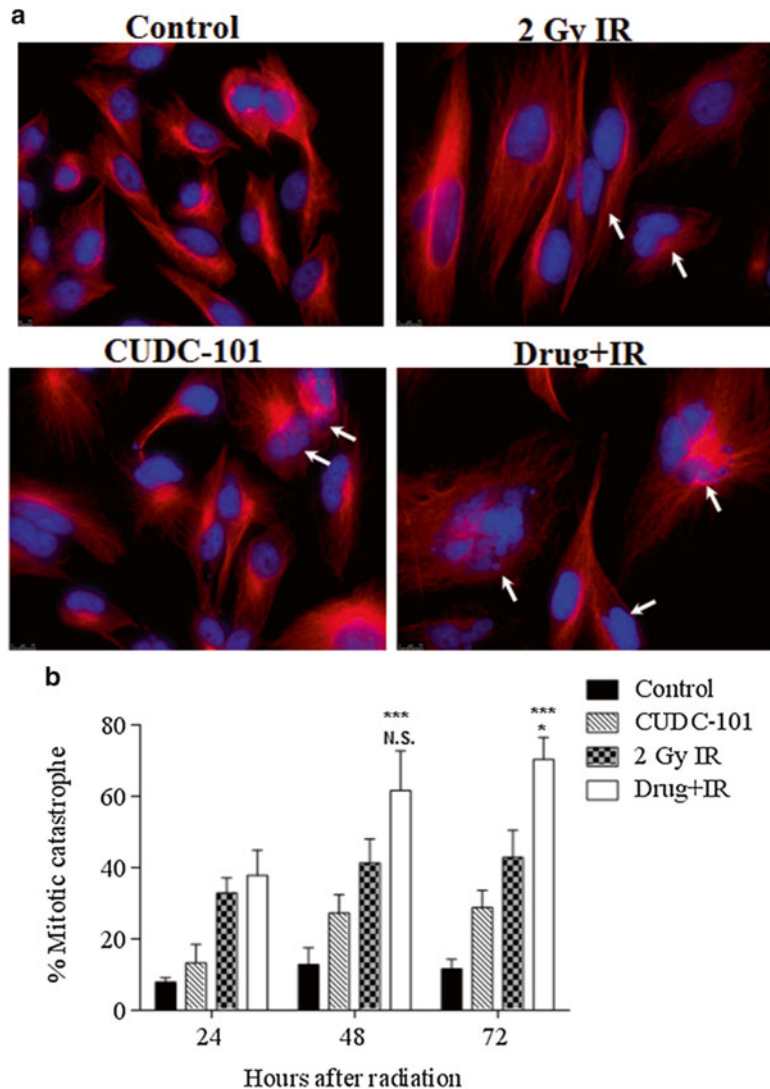 a
Control
2 Gy IR
CUDC-101
Drug+IR
b
Control
CUDC-101
2 Gy IR
Drug+IR
% Mitotic catastrophe
80
60
40
20
0
***
N.S.
***
*
24
48
72
Hours after radiation